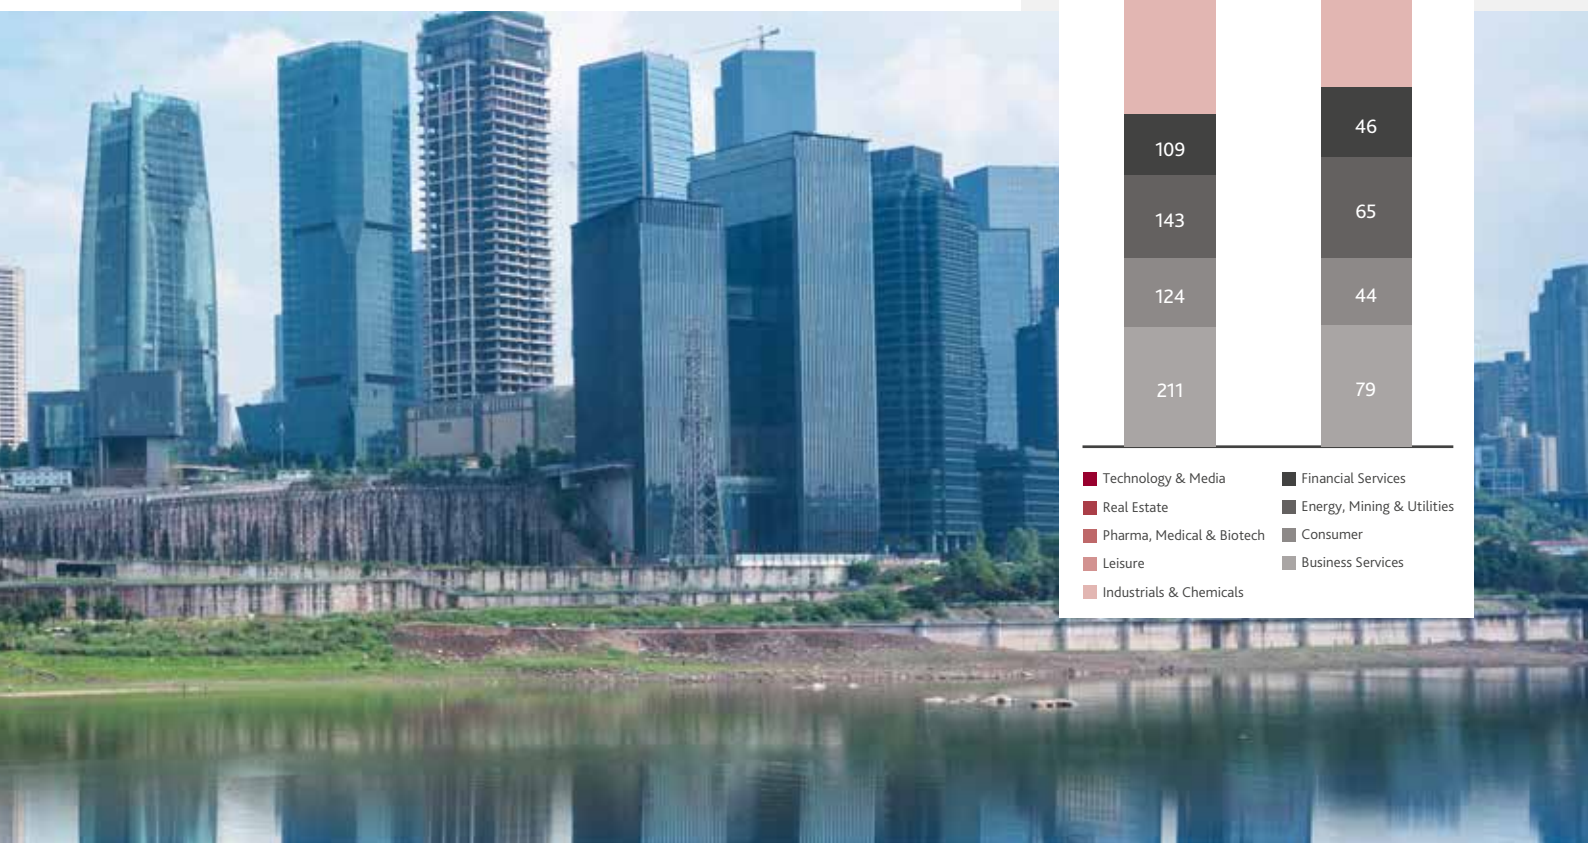 109
46
143
65
124
44
211
79
Technology & Media
Real Estate
Pharma, Medical & Biotech
Leisure
Industrials & Chemicals
Financial Services
Energy, Mining & Utilities
Consumer
Business Services